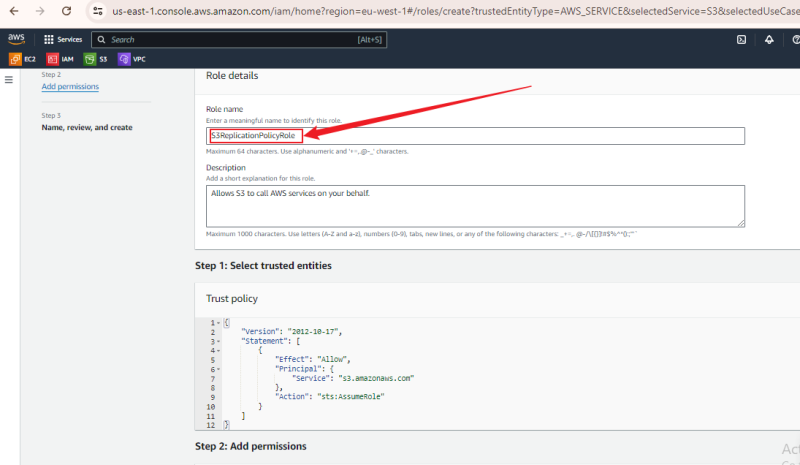 us-east-1.console.aws.amazon.com/iam/home?region=eu-west-1#/roles/create?trustedEntityType=AWS_SERVICE&selectedService=S3&selectedUseCase
aws Services Search [Alt+S]
EC2 IAM S3 VPC
Step 2
Add permissions
Step 3
Name, review, and create
Role details
Role name
Enter a meaningful name to identify this role.
S3ReplicationPolicyRole
Maximum 64 characters. Use alphanumeric and '+=,.@-_' characters.
Description
Add a short explanation for this role.
Allows S3 to call AWS services on your behalf.
Maximum 1000 characters. Use letters (A-Z and a-z), numbers (0-9), tabs, new lines, or any of the following characters:
Step 1: Select trusted entities
Trust policy
1 {
2 "Version": "2012-10-17",
3 "Statement": [
4 {
5 "Effect": "Allow",
6 "Principal": {
7 "Service": "s3.amazonaws.com"
8 },
9 "Action": "sts:AssumeRole"
10 }
11 ]
12 }
Step 2: Add permissions